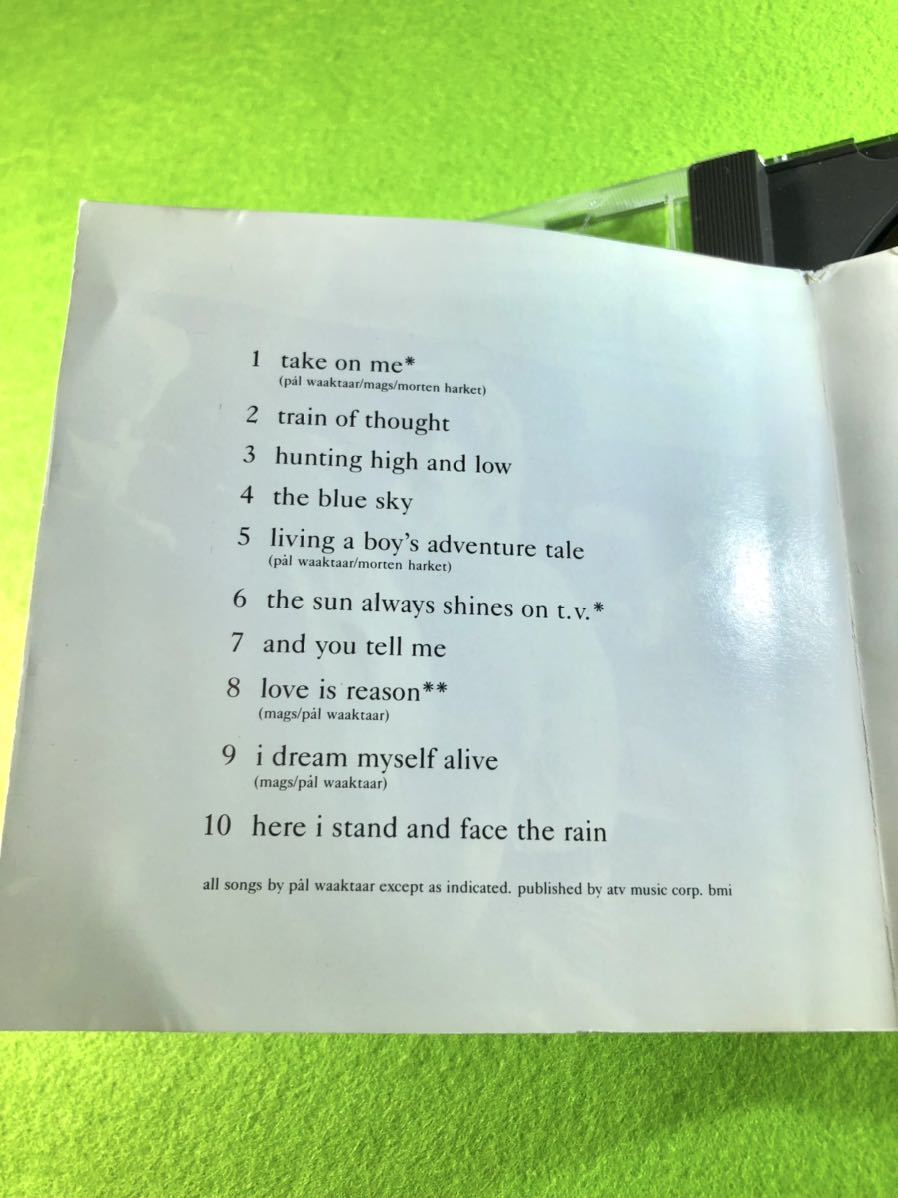 1 take on me*
(pål waaktaar/mags/morten harket)
2 train of thought
3 hunting high and low
4 the blue sky
5 living a boy's adventure tale
(pål waaktaar/morten harket)
6 the sun always shines on t.v.*
7 and you tell me
8 love is reason**
(mags/pål waaktaar)
9 i dream myself alive
(mags/pål waaktaar)
10 here i stand and face the rain
all songs by pål waaktaar except as indicated. published by atv music corp. bmi